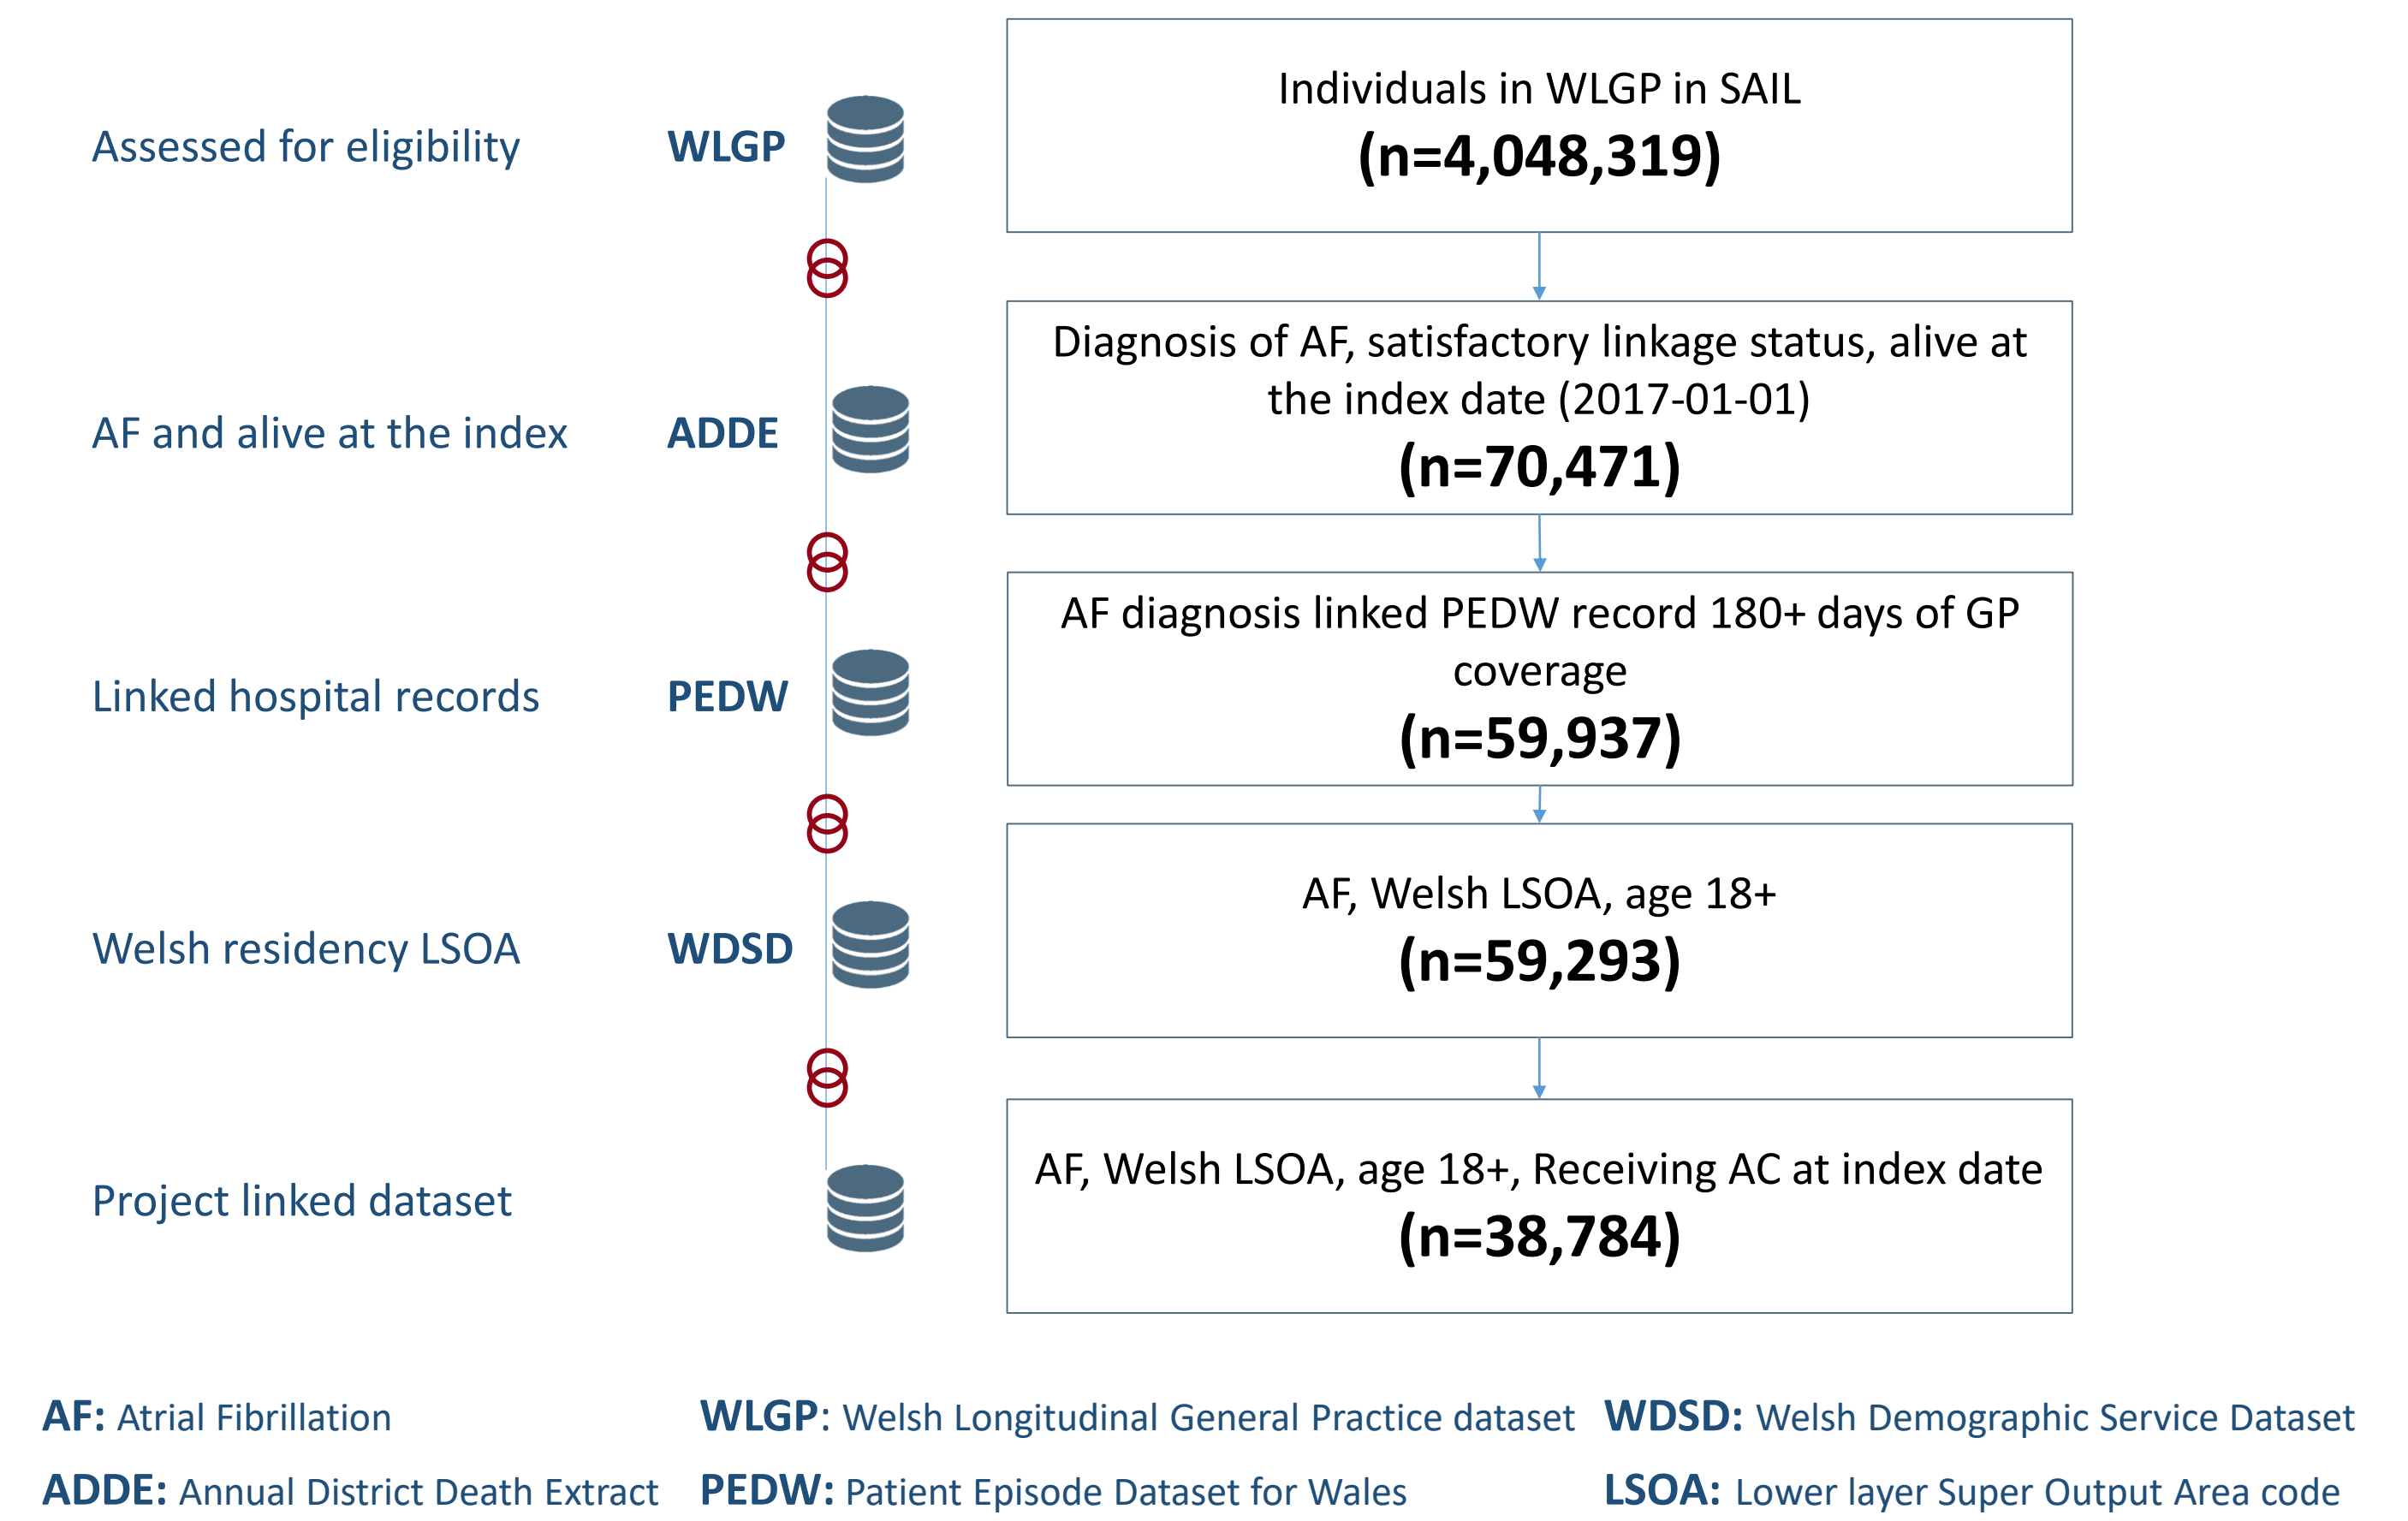 Assessed for eligibility
WLGP
Individuals in WLGP in SAIL
(n=4,048,319)
AF and alive at the index
ADDE
Diagnosis of AF, satisfactory linkage status, alive at
the index date (2017-01-01)
(n=70,471)
Linked hospital records
PEDW
AF diagnosis linked PEDW record 180+ days of GP
coverage
(n=59,937)
Welsh residency LSOA
WDSD
AF, Welsh LSOA, age 18+
(n=59,293)
Project linked dataset
AF, Welsh LSOA, age 18+, Receiving AC at index date
(n=38,784)
AF: Atrial Fibrillation
WLGP: Welsh Longitudinal General Practice dataset
WDSD: Welsh Demographic Service Dataset
ADDE: Annual District Death Extract
PEDW: Patient Episode Dataset for Wales
LSOA: Lower layer Super Output Area code